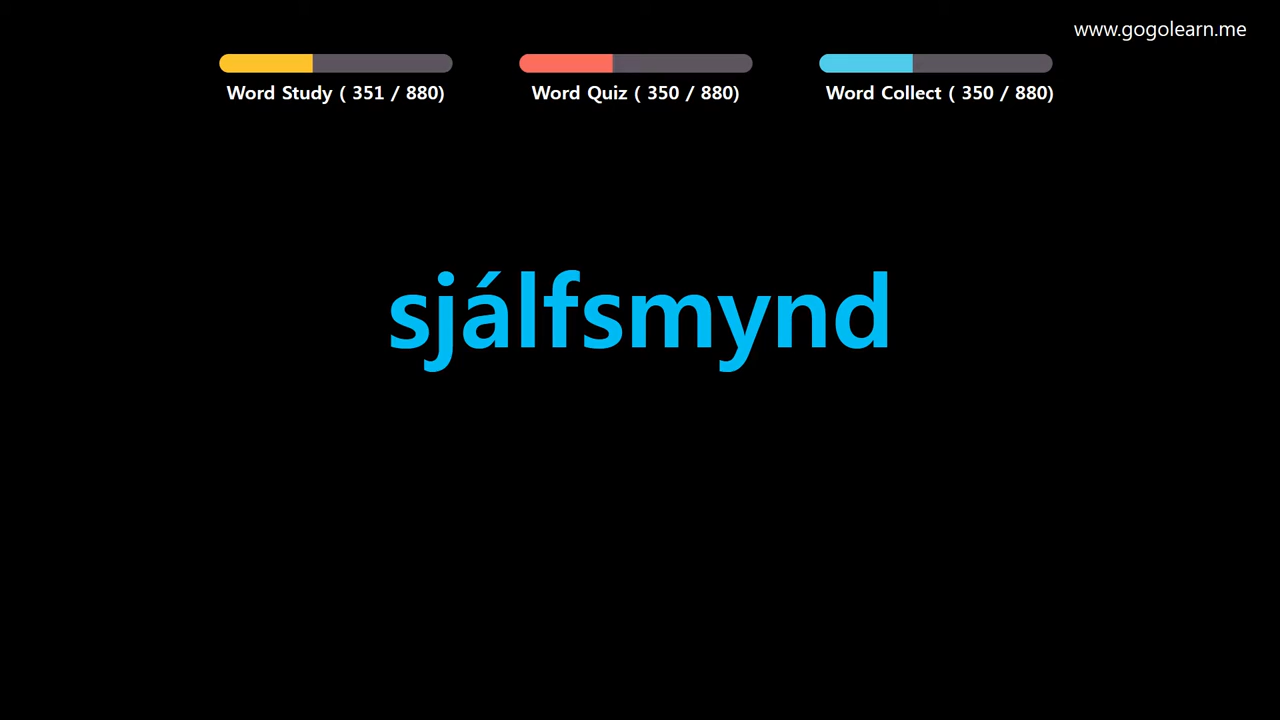 www.gogolearn.me
Word Study ( 351 / 880)
Word Quiz ( 350 / 880)
Word Collect ( 350 / 880)
sjálfsmynd